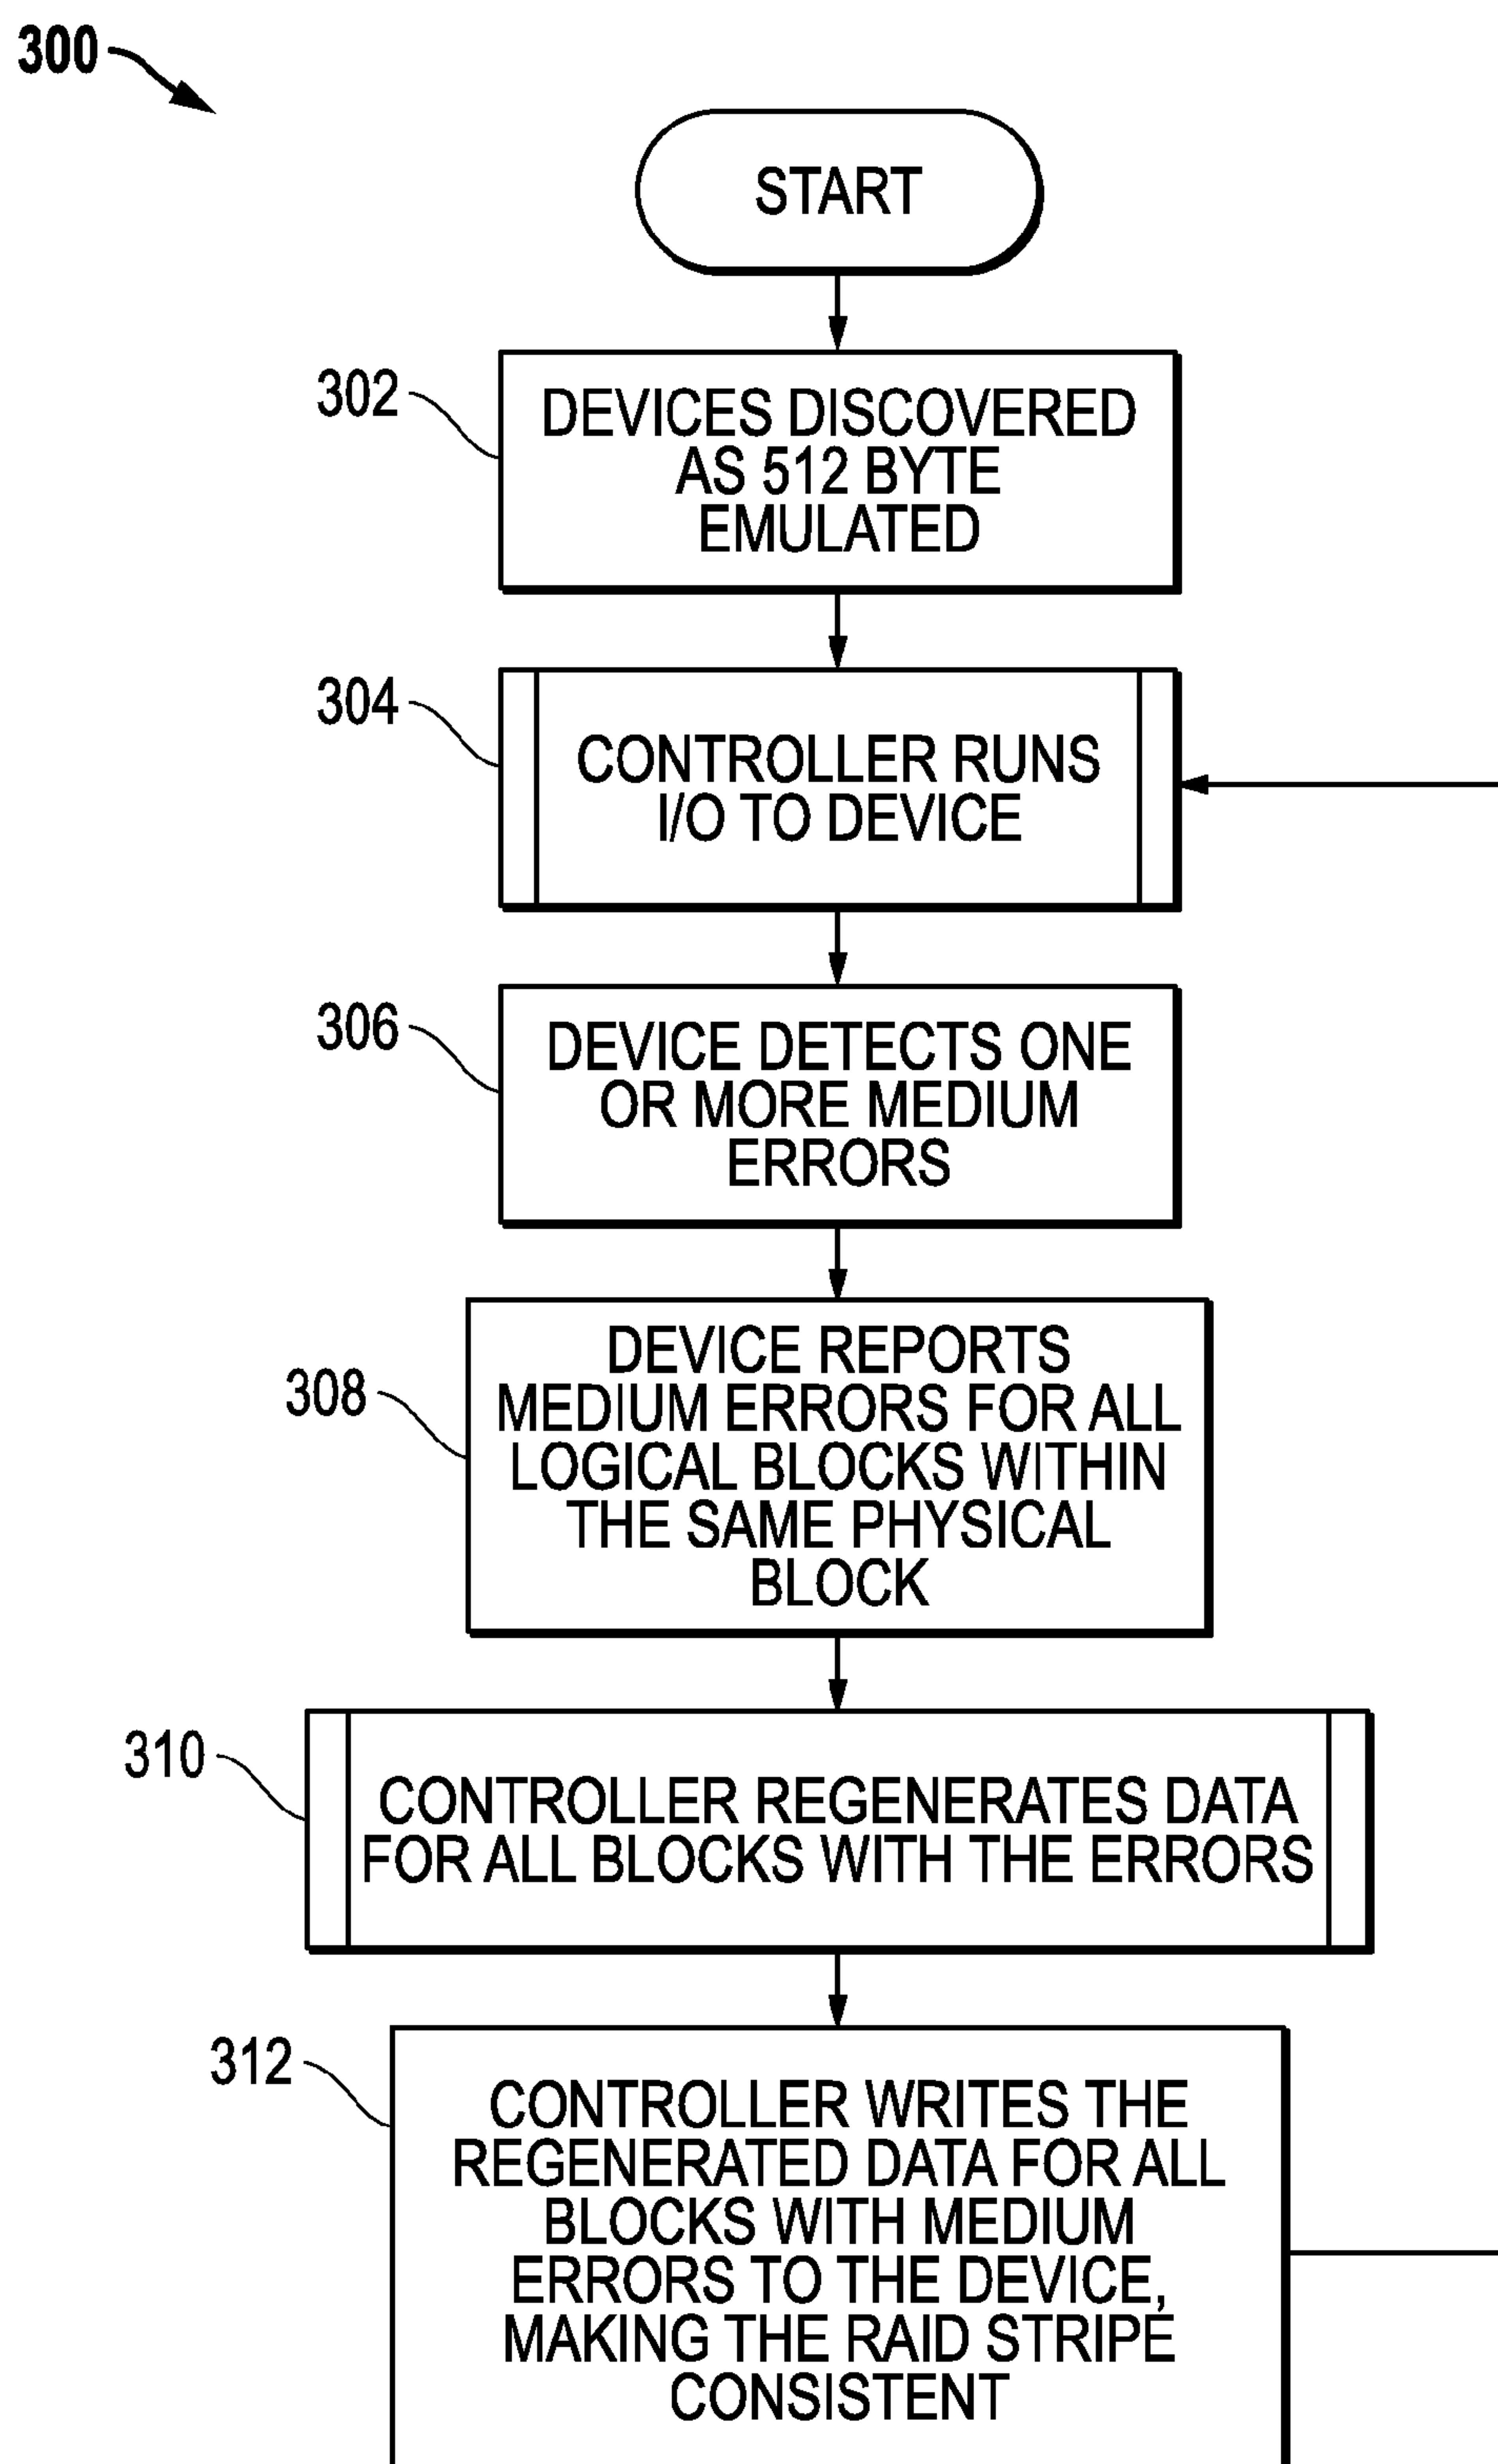 300
START
302
DEVICES DISCOVERED
AS 512 BYTE
EMULATED
304
CONTROLLER RUNS
I/O TO DEVICE
306
DEVICE DETECTS ONE
OR MORE MEDIUM
ERRORS
308
DEVICE REPORTS
MEDIUM ERRORS FOR ALL
LOGICAL BLOCKS WITHIN
THE SAME PHYSICAL
BLOCK
310
CONTROLLER REGENERATES DATA
FOR ALL BLOCKS WITH THE ERRORS
312
CONTROLLER WRITES THE
REGENERATED DATA FOR ALL
BLOCKS WITH MEDIUM
ERRORS TO THE DEVICE,
MAKING THE RAID STRIPE
CONSISTENT